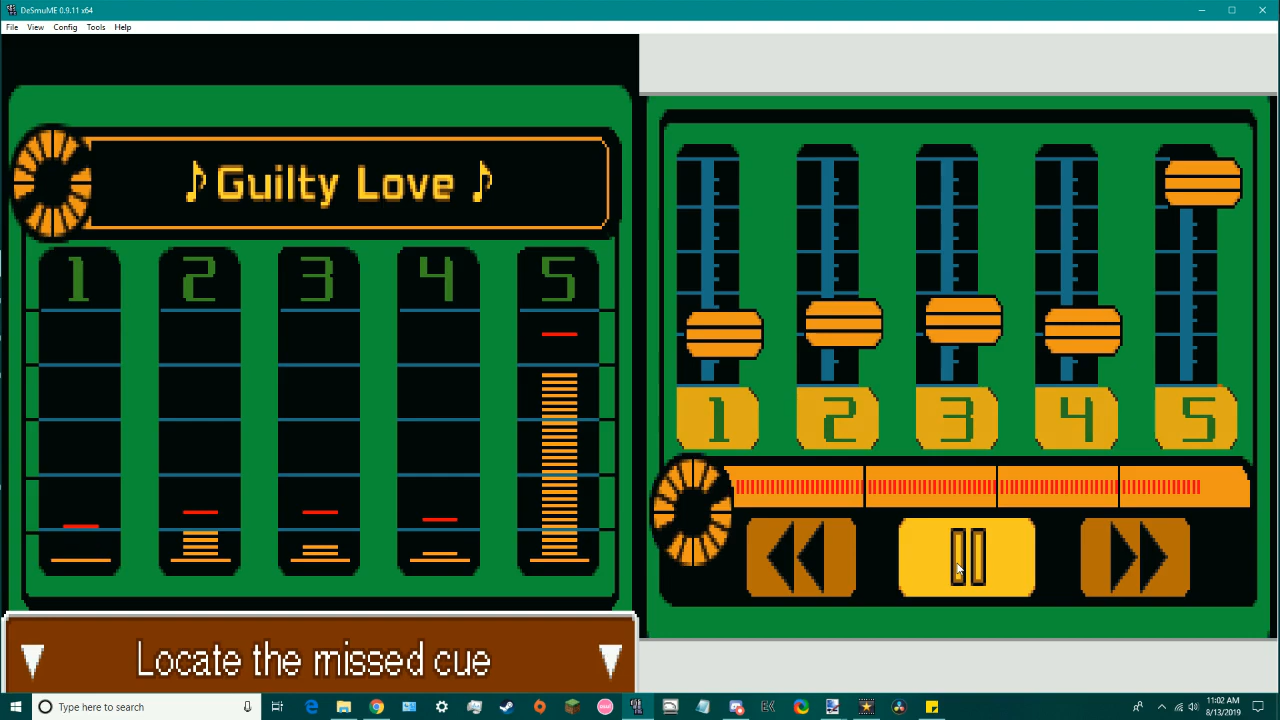 DeSmuME 0.9.11 x64
File View Config Tools Help
♪Guilty Love♪
1 2 3 4 5
1 2 3 4 5
Locate the missed cue
Type here to search
11:02 AM
8/13/2019